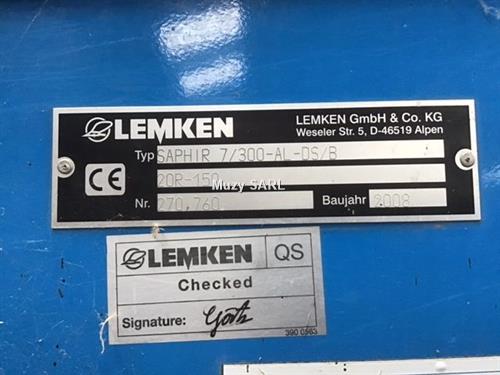 LEMKEN
LEMKEN GmbH & Co. KG
Weseler Str. 5, D-46519 Alpen
Typ SAPHIR 7/300-AL-DS/B
20R-150
Muzy SARL
CE
Nr. 270,760 Baujahr 2008
LEMKEN QS
Checked
Signature: 
390 0563